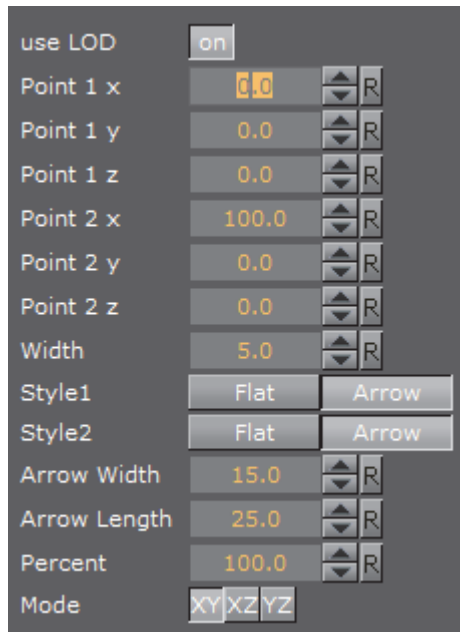 use LOD on
Point 1 x 0.0 R
Point 1 y 0.0 R
Point 1 z 0.0 R
Point 2 x 100.0 R
Point 2 y 0.0 R
Point 2 z 0.0 R
Width 5.0 R
Style1 Flat Arrow
Style2 Flat Arrow
Arrow Width 15.0 R
Arrow Length 25.0 R
Percent 100.0 R
Mode XY XZ YZ